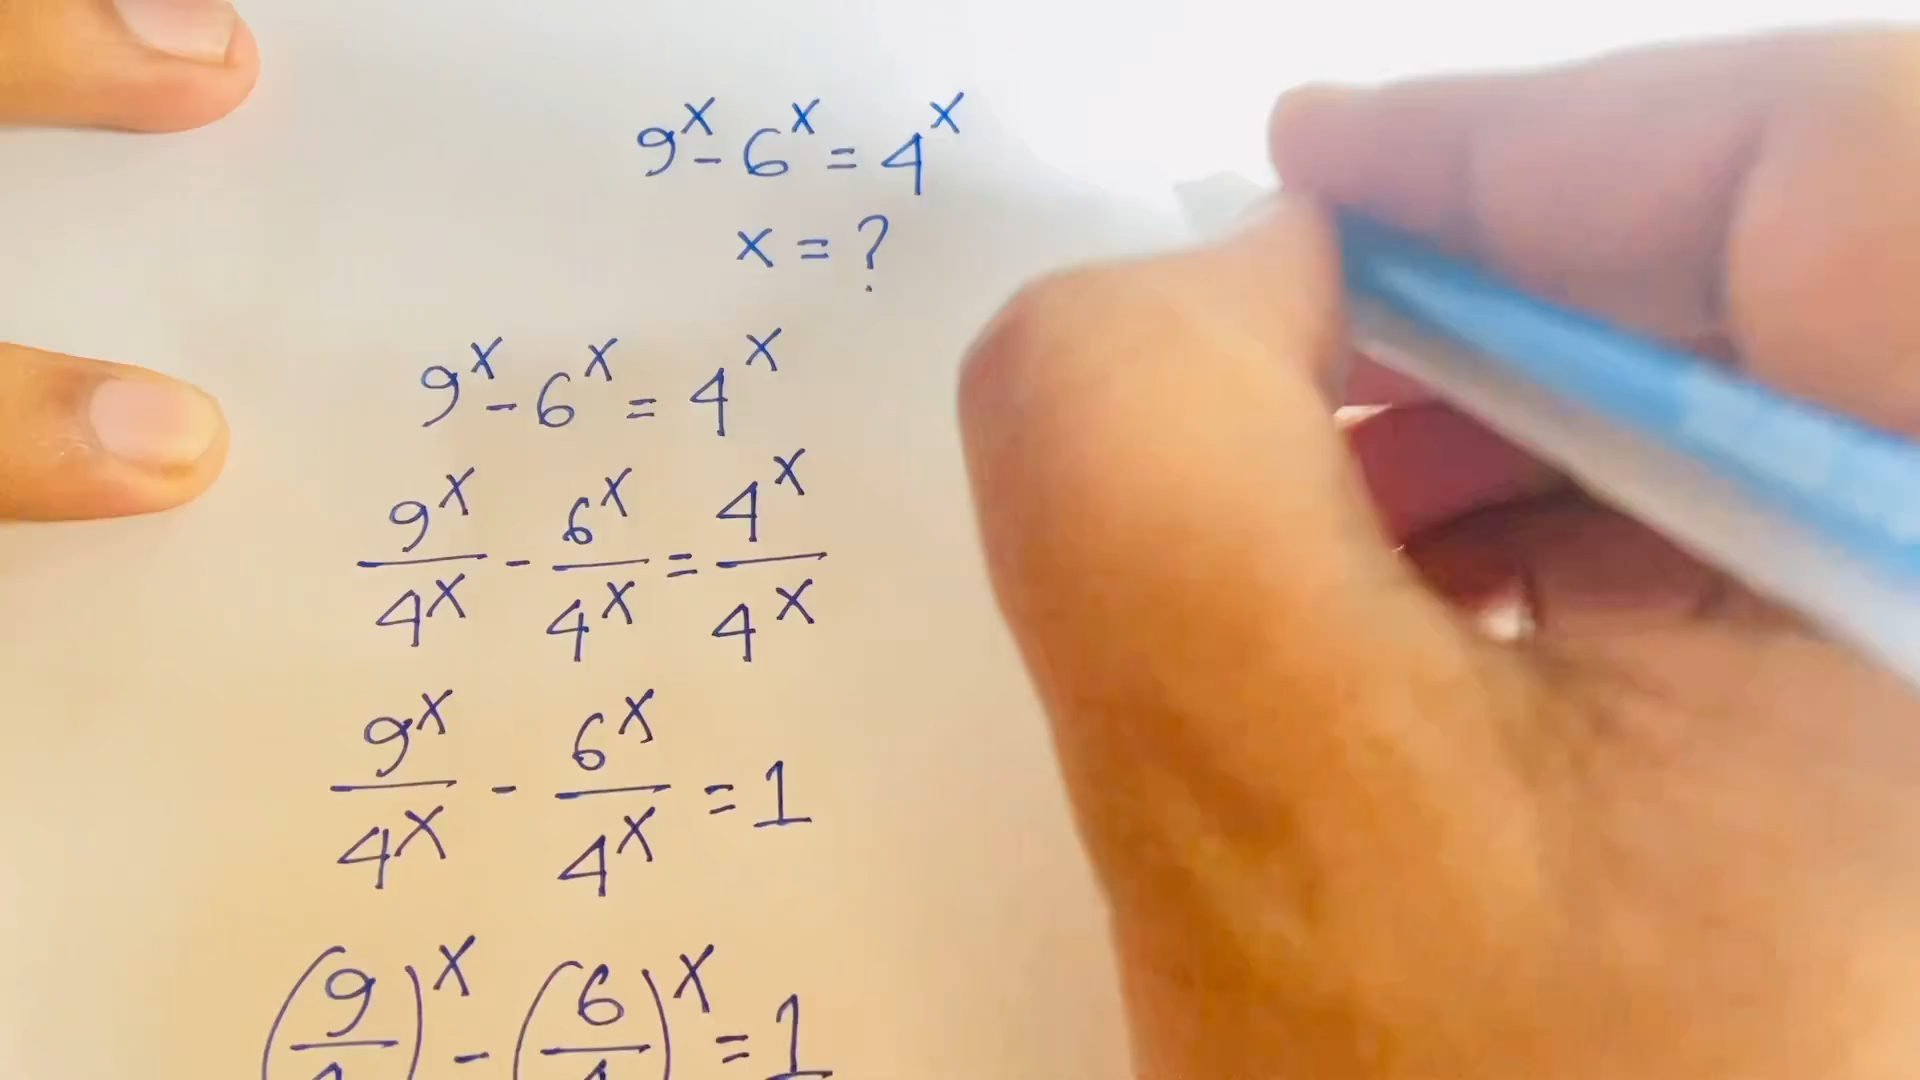 9^x - 6^x = 4^x
x = ?
9^x - 6^x = 4^x
9^x/4^x - 6^x/4^x = 4^x/4^x
9^x/4^x - 6^x/4^x = 1
(9/4)^x - (6/4)^x = 1